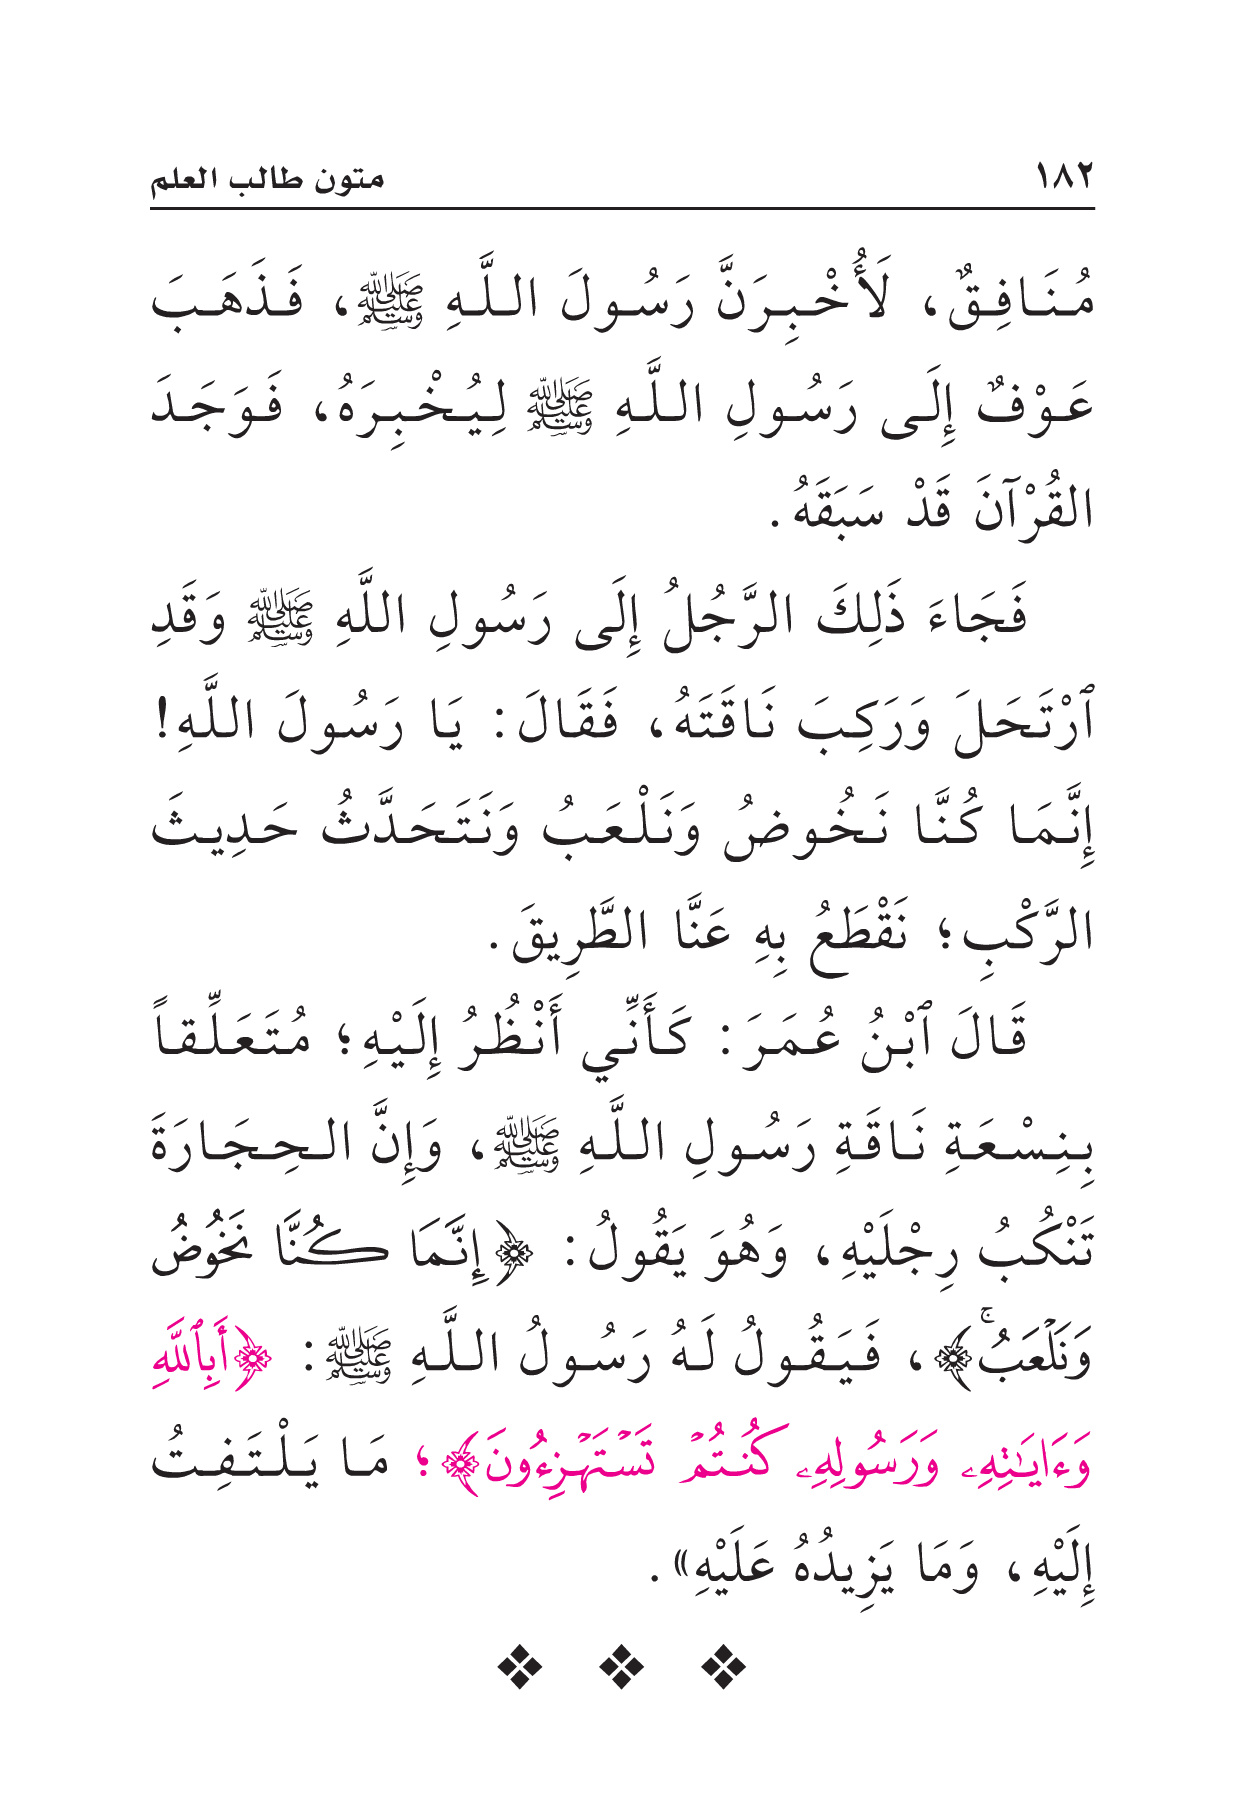 ١٨٢ متون طالب العلم
مُنَافِقٌ، لَأُخْبِرَنَّ رَسُولَ اللَّهِ ﷺ، فَذَهَبَ
عَوْفٌ إِلَى رَسُولِ اللَّهِ ﷺ لِيُخْبِرَهُ، فَوَجَدَ
القُرْآنَ قَدْ سَبَقَهُ.
فَجَاءَ ذَلِكَ الرَّجُلُ إِلَى رَسُولِ اللَّهِ ﷺ وَقَدِ
ٱرْتَحَلَ وَرَكِبَ نَاقَتَهُ، فَقَالَ: يَا رَسُولَ اللَّهِ!
إِنَّمَا كُنَّا نَخُوضُ وَنَلْعَبُ وَنَتَحَدَّثُ حَدِيثَ
الرَّكْبِ؛ نَقْطَعُ بِهِ عَنَّا الطَّرِيقَ.
قَالَ ٱبْنُ عُمَرَ: كَأَنِّي أَنْظُرُ إِلَيْهِ؛ مُتَعَلِّقاً
بِنِسْعَةِ نَاقَةِ رَسُولِ اللَّهِ ﷺ، وَإِنَّ الحِجَارَةَ
تَنْكُبُ رِجْلَيْهِ، وَهُوَ يَقُولُ: ﴿إِنَّمَا كُنَّا نَخُوضُ
وَنَلْعَبُۚ﴾، فَيَقُولُ لَهُ رَسُولُ اللَّهِ ﷺ: ﴿أَبِٱللَّهِ
وَءَايَٰتِهِۦ وَرَسُولِهِۦ كُنتُمْ تَسْتَهْزِءُونَ﴾؛ مَا يَلْتَفِتُ
إِلَيْهِ، وَمَا يَزِيدُهُ عَلَيْهِ».